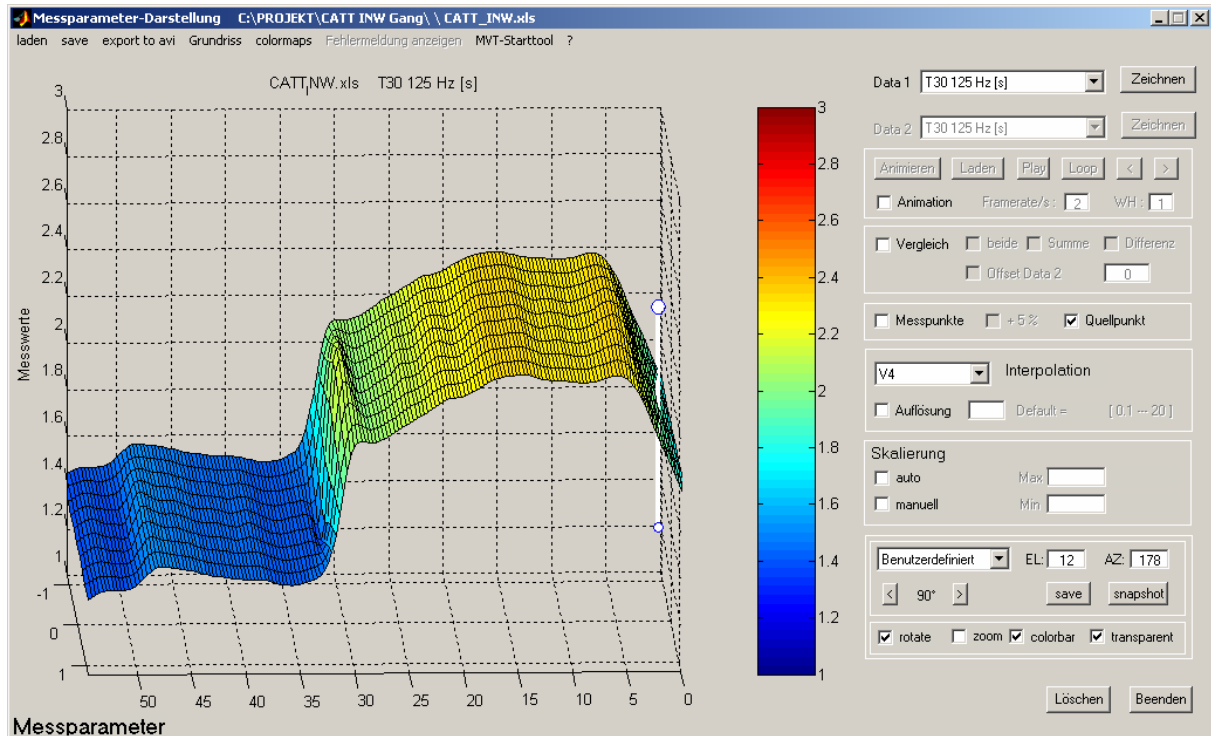 Messparameter-Darstellung C:\PROJEKT\CATT INW Gang\ \ CATT_INW.xls
laden save export to avi Grundriss colormaps Fehlermeldung anzeigen MVT-Starttool ?
CATTINW.xls T30 125 Hz [s]
Messwerte
3
2.8
2.6
2.4
2.2
2
1.8
1.6
1.4
1.2
1
-1
0
1
50 45 40 35 30 25 20 15 10 5 0
Messparameter
3
2.8
2.6
2.4
2.2
2
1.8
1.6
1.4
1.2
1
Data 1 T30 125 Hz [s] Zeichnen
Data 2 T30 125 Hz [s] Zeichnen
Animieren Laden Play Loop < >
Animation Framerate/s : 2 WH : 1
Vergleich beide Summe Differenz
Offset Data 2 0
Messpunkte +5 % Quellpunkt
V4 Interpolation
Auflösung Default = [ 0.1 --- 20 ]
Skalierung
auto Max
manuell Min
Benutzerdefiniert EL: 12 AZ: 178
< 90° > save snapshot
rotate zoom colorbar transparent
Löschen Beenden